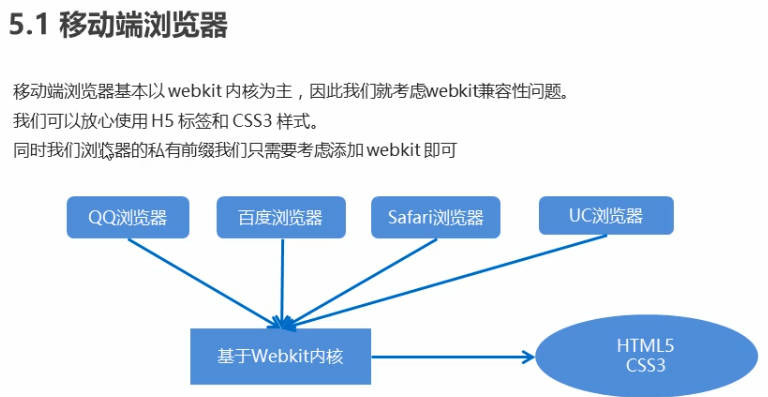 5.1 移动端浏览器
移动端浏览器基本以 webkit 内核为主，因此我们就考虑webkit兼容性问题。
我们可以放心使用 H5 标签和 CSS3 样式。
同时我们浏览器的私有前缀我们只需要考虑添加 webkit 即可
QQ浏览器
百度浏览器
Safari浏览器
UC浏览器
基于Webkit内核
HTML5
CSS3